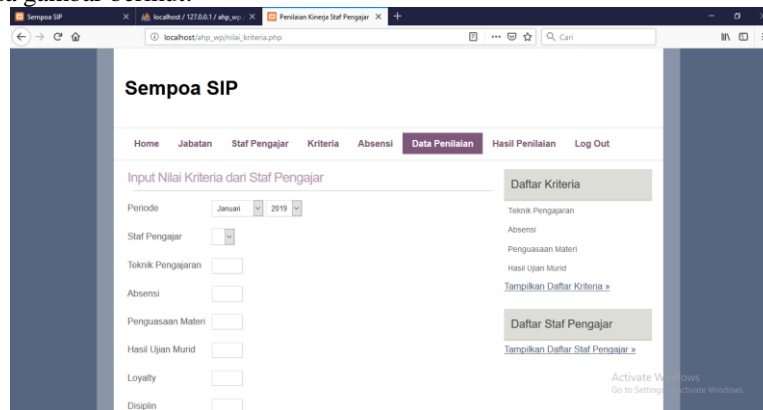 gambar berikut.
Sempoa SIP
localhost / 127.0.0.1 / ahp_wp
Penilaian Kinerja Staf Pengajar
localhost/ahp_wp/nilai_kriteria.php
Cari
Sempoa SIP
Home Jabatan Staf Pengajar Kriteria Absensi Data Penilaian Hasil Penilaian Log Out
Input Nilai Kriteria dari Staf Pengajar
Periode Januari 2019
Staf Pengajar
Teknik Pengajaran
Absensi
Penguasaan Materi
Hasil Ujian Murid
Loyalty
Disiplin
Daftar Kriteria
Teknik Pengajaran
Absensi
Penguasaan Materi
Hasil Ujian Murid
Tampilkan Daftar Kriteria »
Daftar Staf Pengajar
Tampilkan Daftar Staf Pengajar »
Activate Windows
Go to Settings to activate Windows.